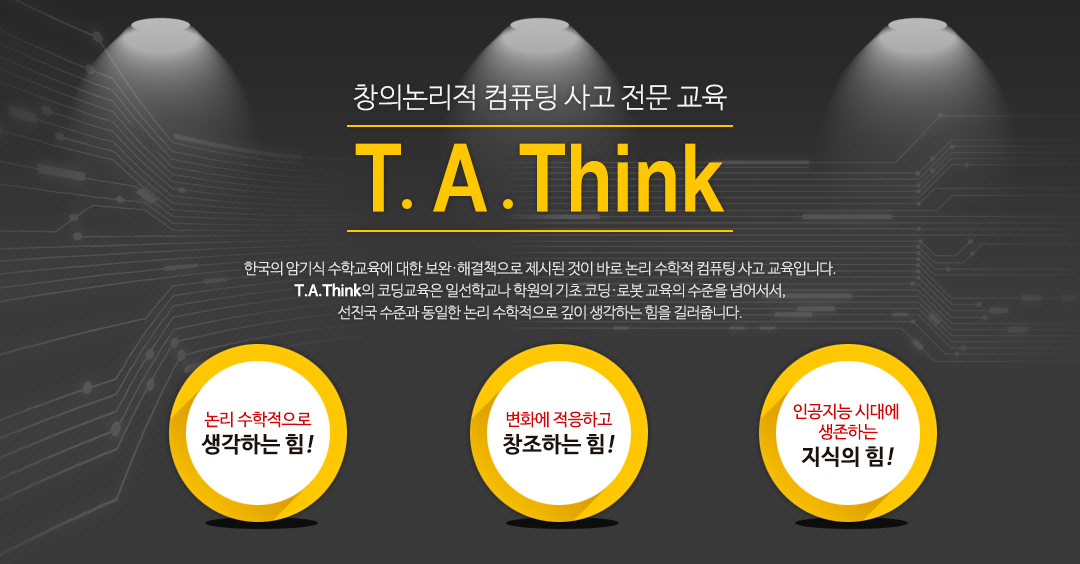 창의논리적 컴퓨팅 사고 전문 교육
T. A .Think
한국의 암기식 수학교육에 대한 보완·해결책으로 제시된 것이 바로 논리 수학적 컴퓨팅 사고 교육입니다.
T.A.Think의 코딩교육은 일선학교나 학원의 기초 코딩·로봇 교육의 수준을 넘어서서,
선진국 수준과 동일한 논리 수학적으로 깊이 생각하는 힘을 길러줍니다.
논리 수학적으로
생각하는 힘!
변화에 적응하고
창조하는 힘!
인공지능 시대에
생존하는
지식의 힘!